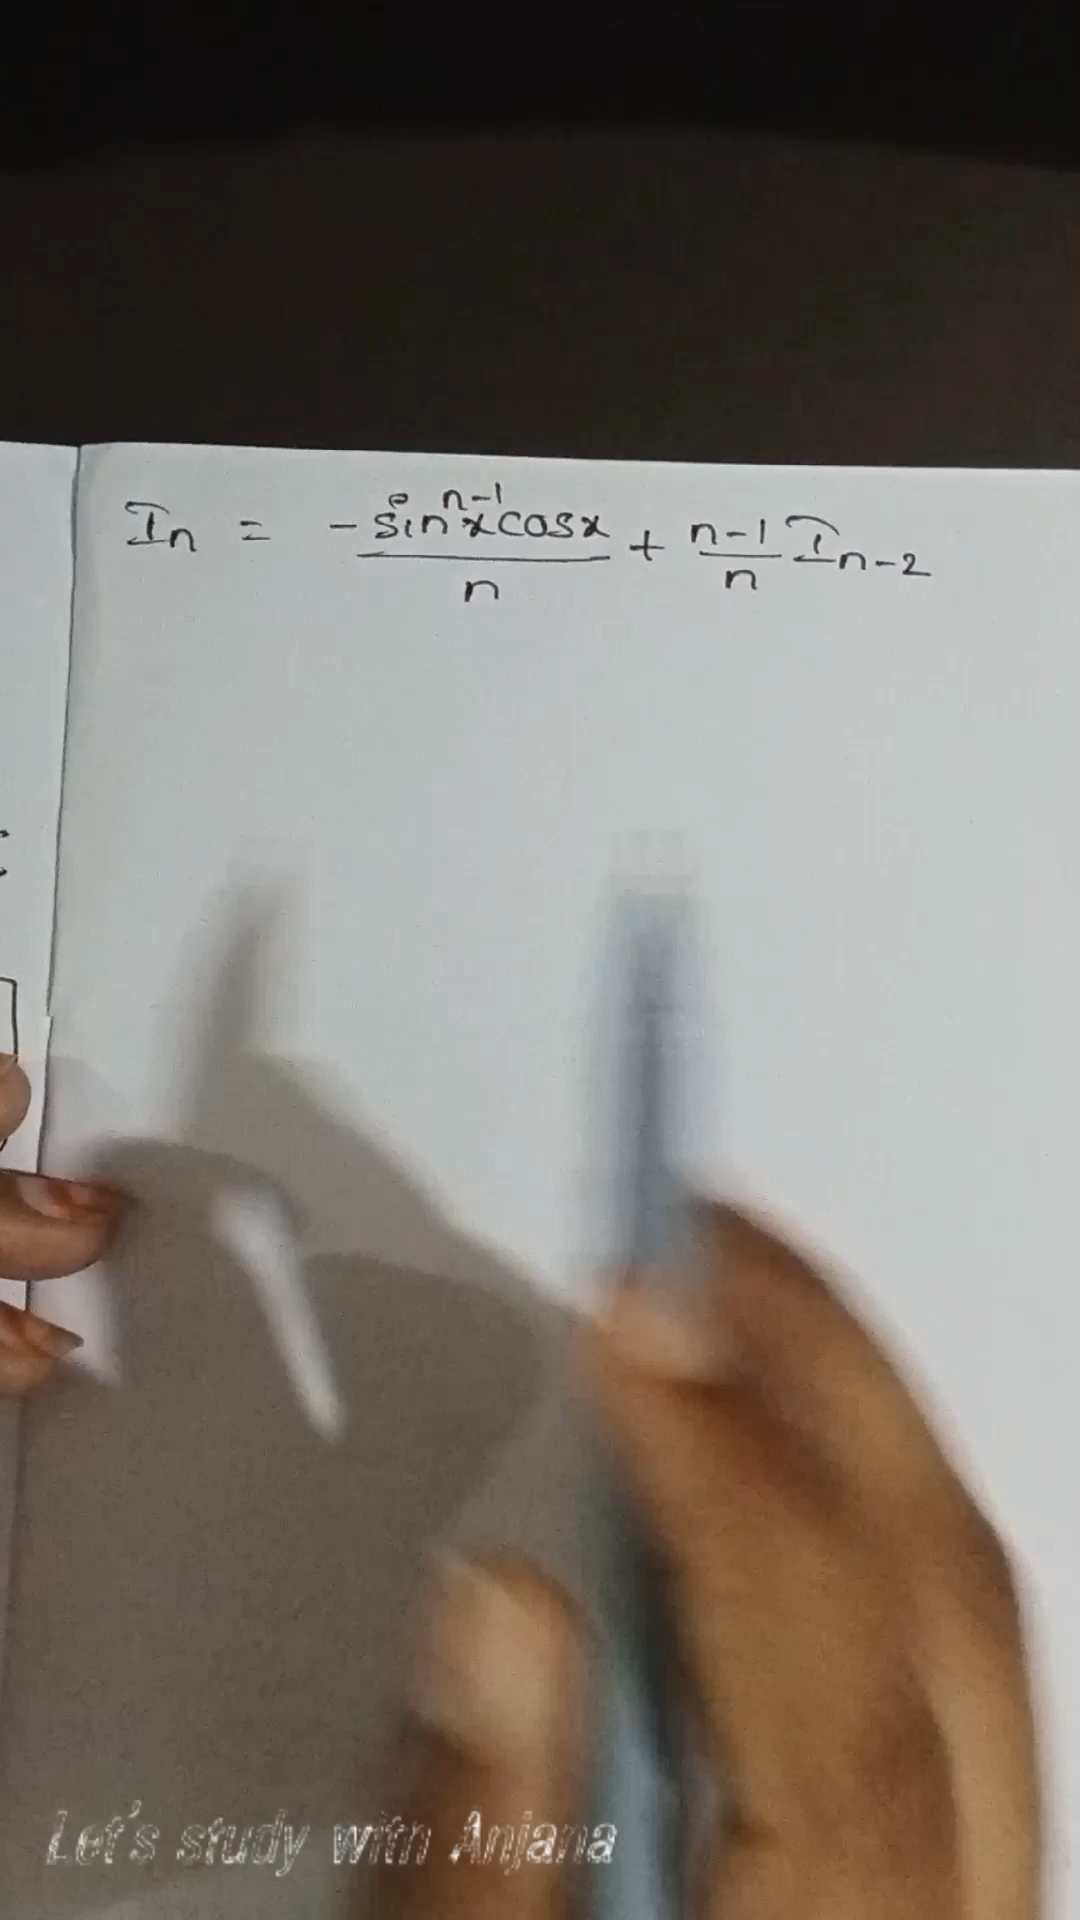 In = -sin^{n-1}x cosx / n + n-1 / n In-2
Let's study with Anjana